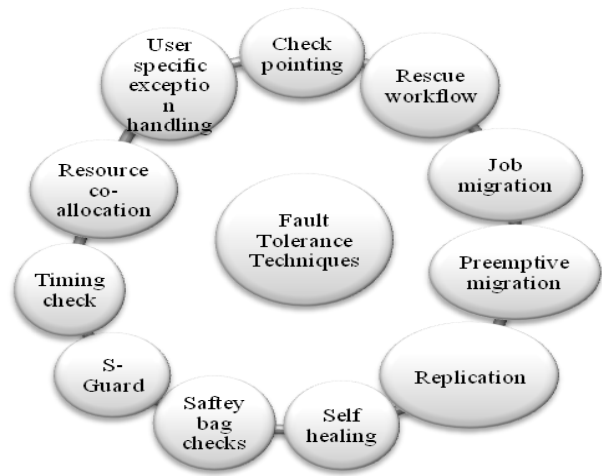 User
specific
exceptio
n
handling
Check
pointing
Rescue
workflow
Job
migration
Preemptive
migration
Replication
Self
healing
Saftey
bag
checks
S-
Guard
Timing
check
Resource
co-
allocation
Fault
Tolerance
Techniques